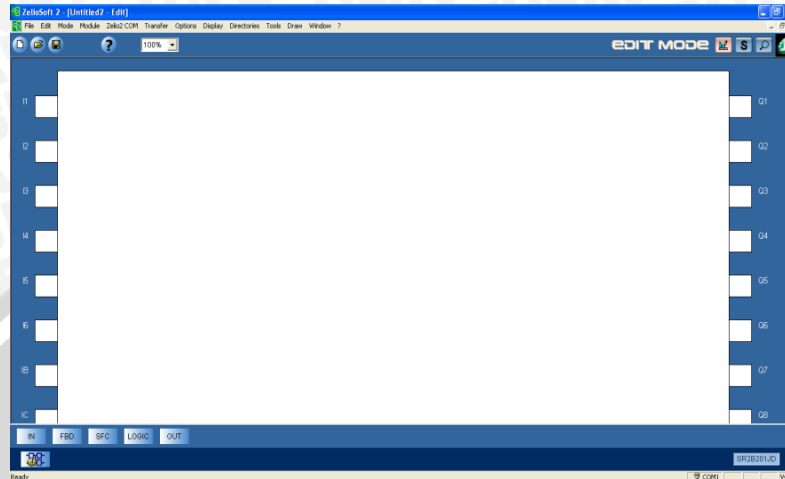 ZelioSoft 2 - [Untitled2 - Edit]
File Edit Mode Module Zelio2 COM Transfer Options Display Directories Tools Draw Window ?
? 100% EDIT MODE S
I1 Q1
I2 Q2
I3 Q3
I4 Q4
I5 Q5
I6 Q6
IB Q7
IC Q8
IN FBD SFC LOGIC OUT
SR2B201JD
Ready COM1